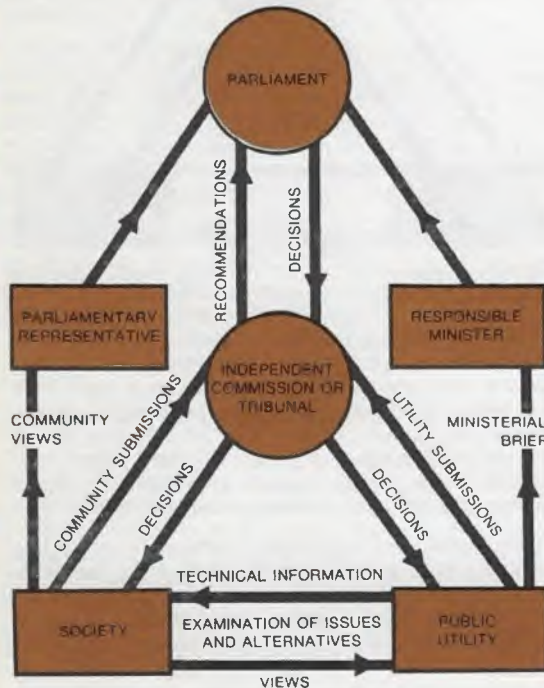 PARLIAMENT
RECOMMENDATIONS
DECISIONS
PARLIAMENTARY
REPRESENTATIVE
RESPONSIBLE
MINISTER
INDEPENDENT
COMMISSION OR
TRIBUNAL
COMMUNITY
VIEWS
COMMUNITY SUBMISSIONS
DECISIONS
DECISIONS
UTILITY SUBMISSIONS
MINISTERIAL
BRIEF
TECHNICAL INFORMATION
SOCIETY
EXAMINATION OF ISSUES
AND ALTERNATIVES
PUBLIC
UTILITY
VIEWS